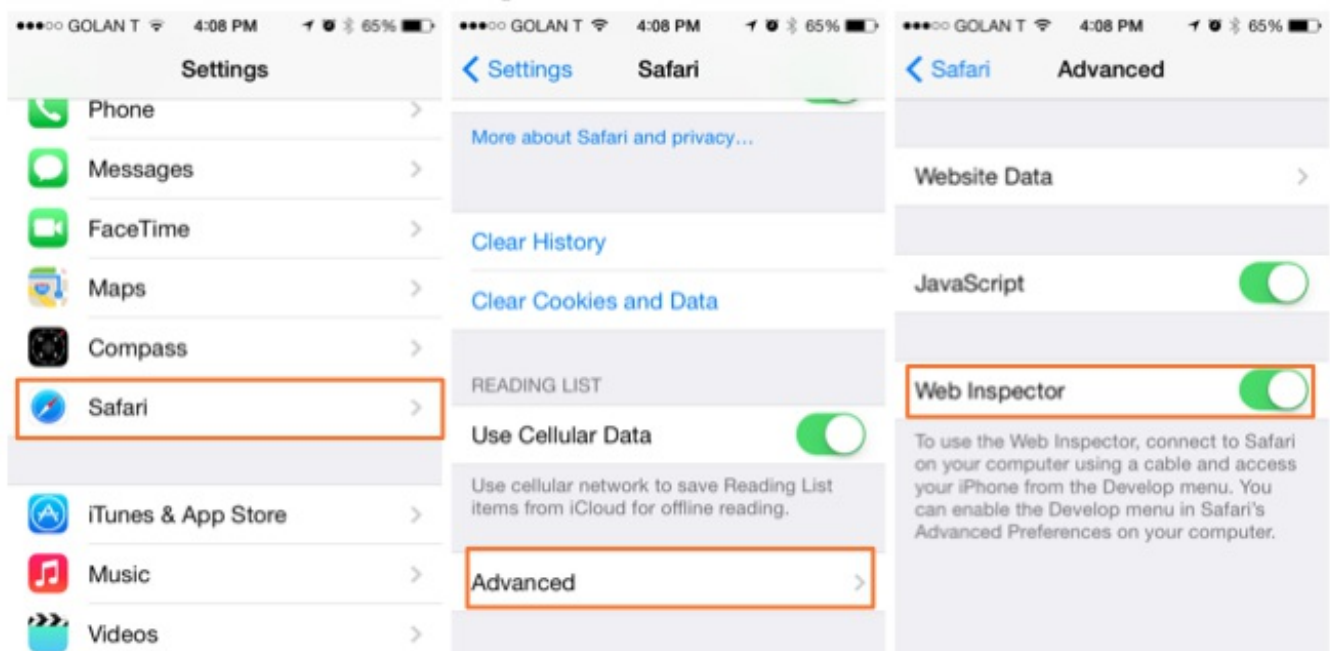 GOLAN T 4:08 PM 65%
Settings
Phone
Messages
FaceTime
Maps
Compass
Safari
iTunes & App Store
Music
Videos
GOLAN T 4:08 PM 65%
Settings Safari
More about Safari and privacy...
Clear History
Clear Cookies and Data
READING LIST
Use Cellular Data
Use cellular network to save Reading List
items from iCloud for offline reading.
Advanced
GOLAN T 4:08 PM 65%
Safari Advanced
Website Data
JavaScript
Web Inspector
To use the Web Inspector, connect to Safari
on your computer using a cable and access
your iPhone from the Develop menu. You
can enable the Develop menu in Safari's
Advanced Preferences on your computer.